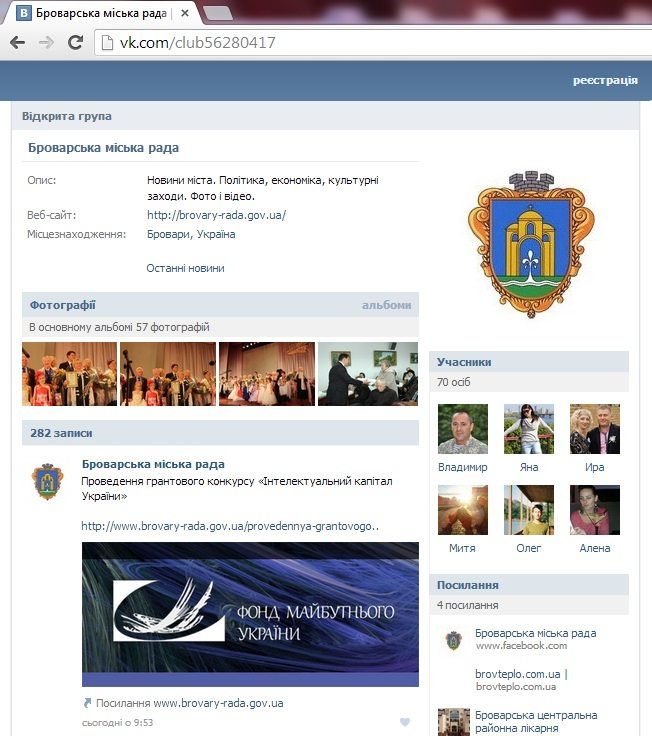 Броварська міська рада |
vk.com/club56280417
реєстрація
Відкрита група
Броварська міська рада
Опис: Новини міста. Політика, економіка, культурні
заходи. Фото і відео.
Веб-сайт: http://brovary-rada.gov.ua/
Місцезнаходження: Бровари, Україна
Останні новини
Фотографії альбоми
В основному альбомі 57 фотографій
282 записи
Броварська міська рада
Проведення грантового конкурсу «Інтелектуальний капітал
України»
http://www.brovary-rada.gov.ua/provedennya-grantovogo..
ФОНД МАЙБУТНЬОГО
УКРАЇНИ
Посилання www.brovary-rada.gov.ua
сьогодні о 9:53
Учасники
70 осіб
Владимир Яна Ира
Митя Олег Алена
Посилання
4 посилання
Броварська міська рада
www.facebook.com
brovteplo.com.ua |
brovteplo.com.ua
Броварська центральна
районна лікарня